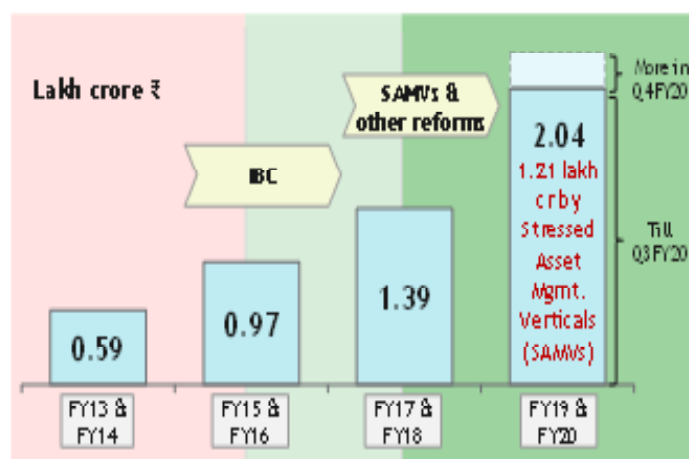 Lakh crore ₹
SAMVs &
other reforms
IBC
More in
Q4FY20
2.04
1.21 lakh
cr by
Stressed
Asset
Mgmt.
Verticals
(SAMVs)
Till
Q3FY20
1.39
0.97
0.59
FY13 &
FY14
FY15 &
FY16
FY17 &
FY18
FY19 &
FY20